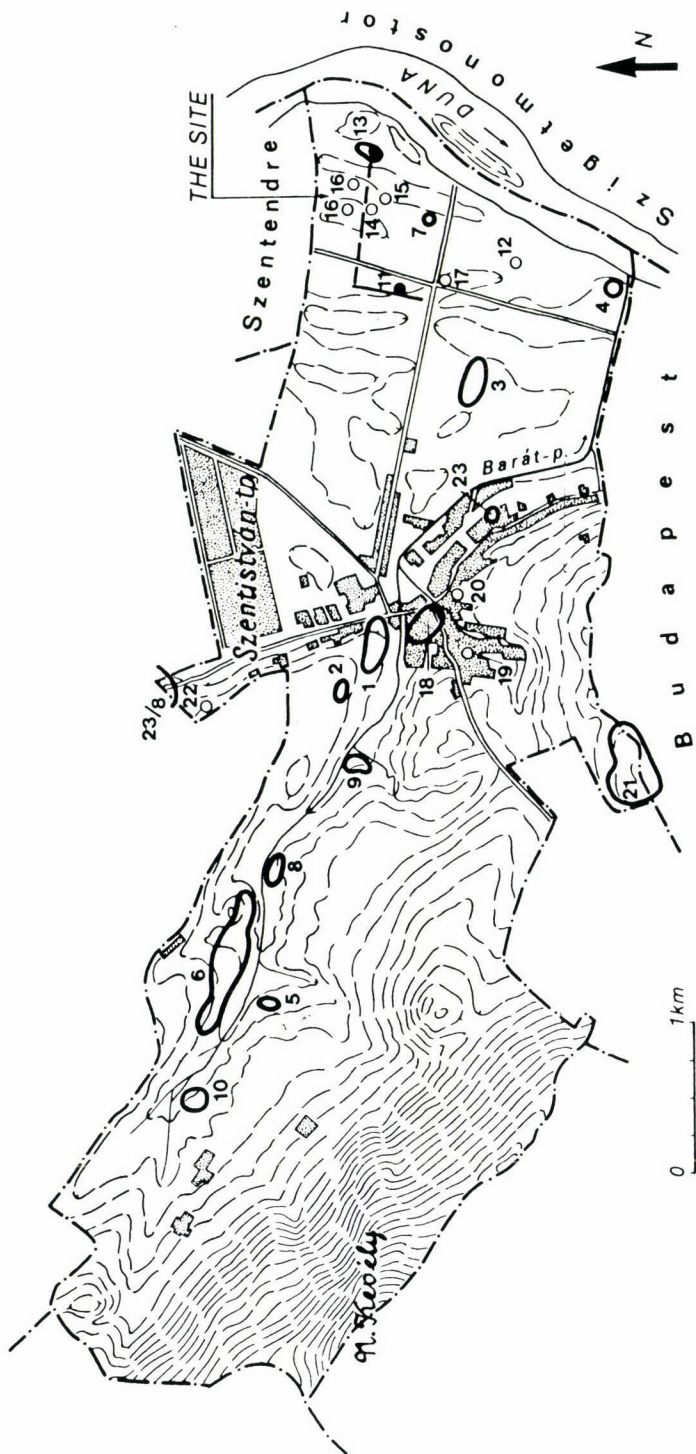 THE SITE
Szentendre
Szigetmonostor
DUNA
N
13
16
16
15
14
7
12
11
17
4
3
Barát-p.
23
Szentistván-tp.
23/8
22
2
1
20
18
19
9
21
8
6
5
10
Budapest
N. Kevély
0 1km